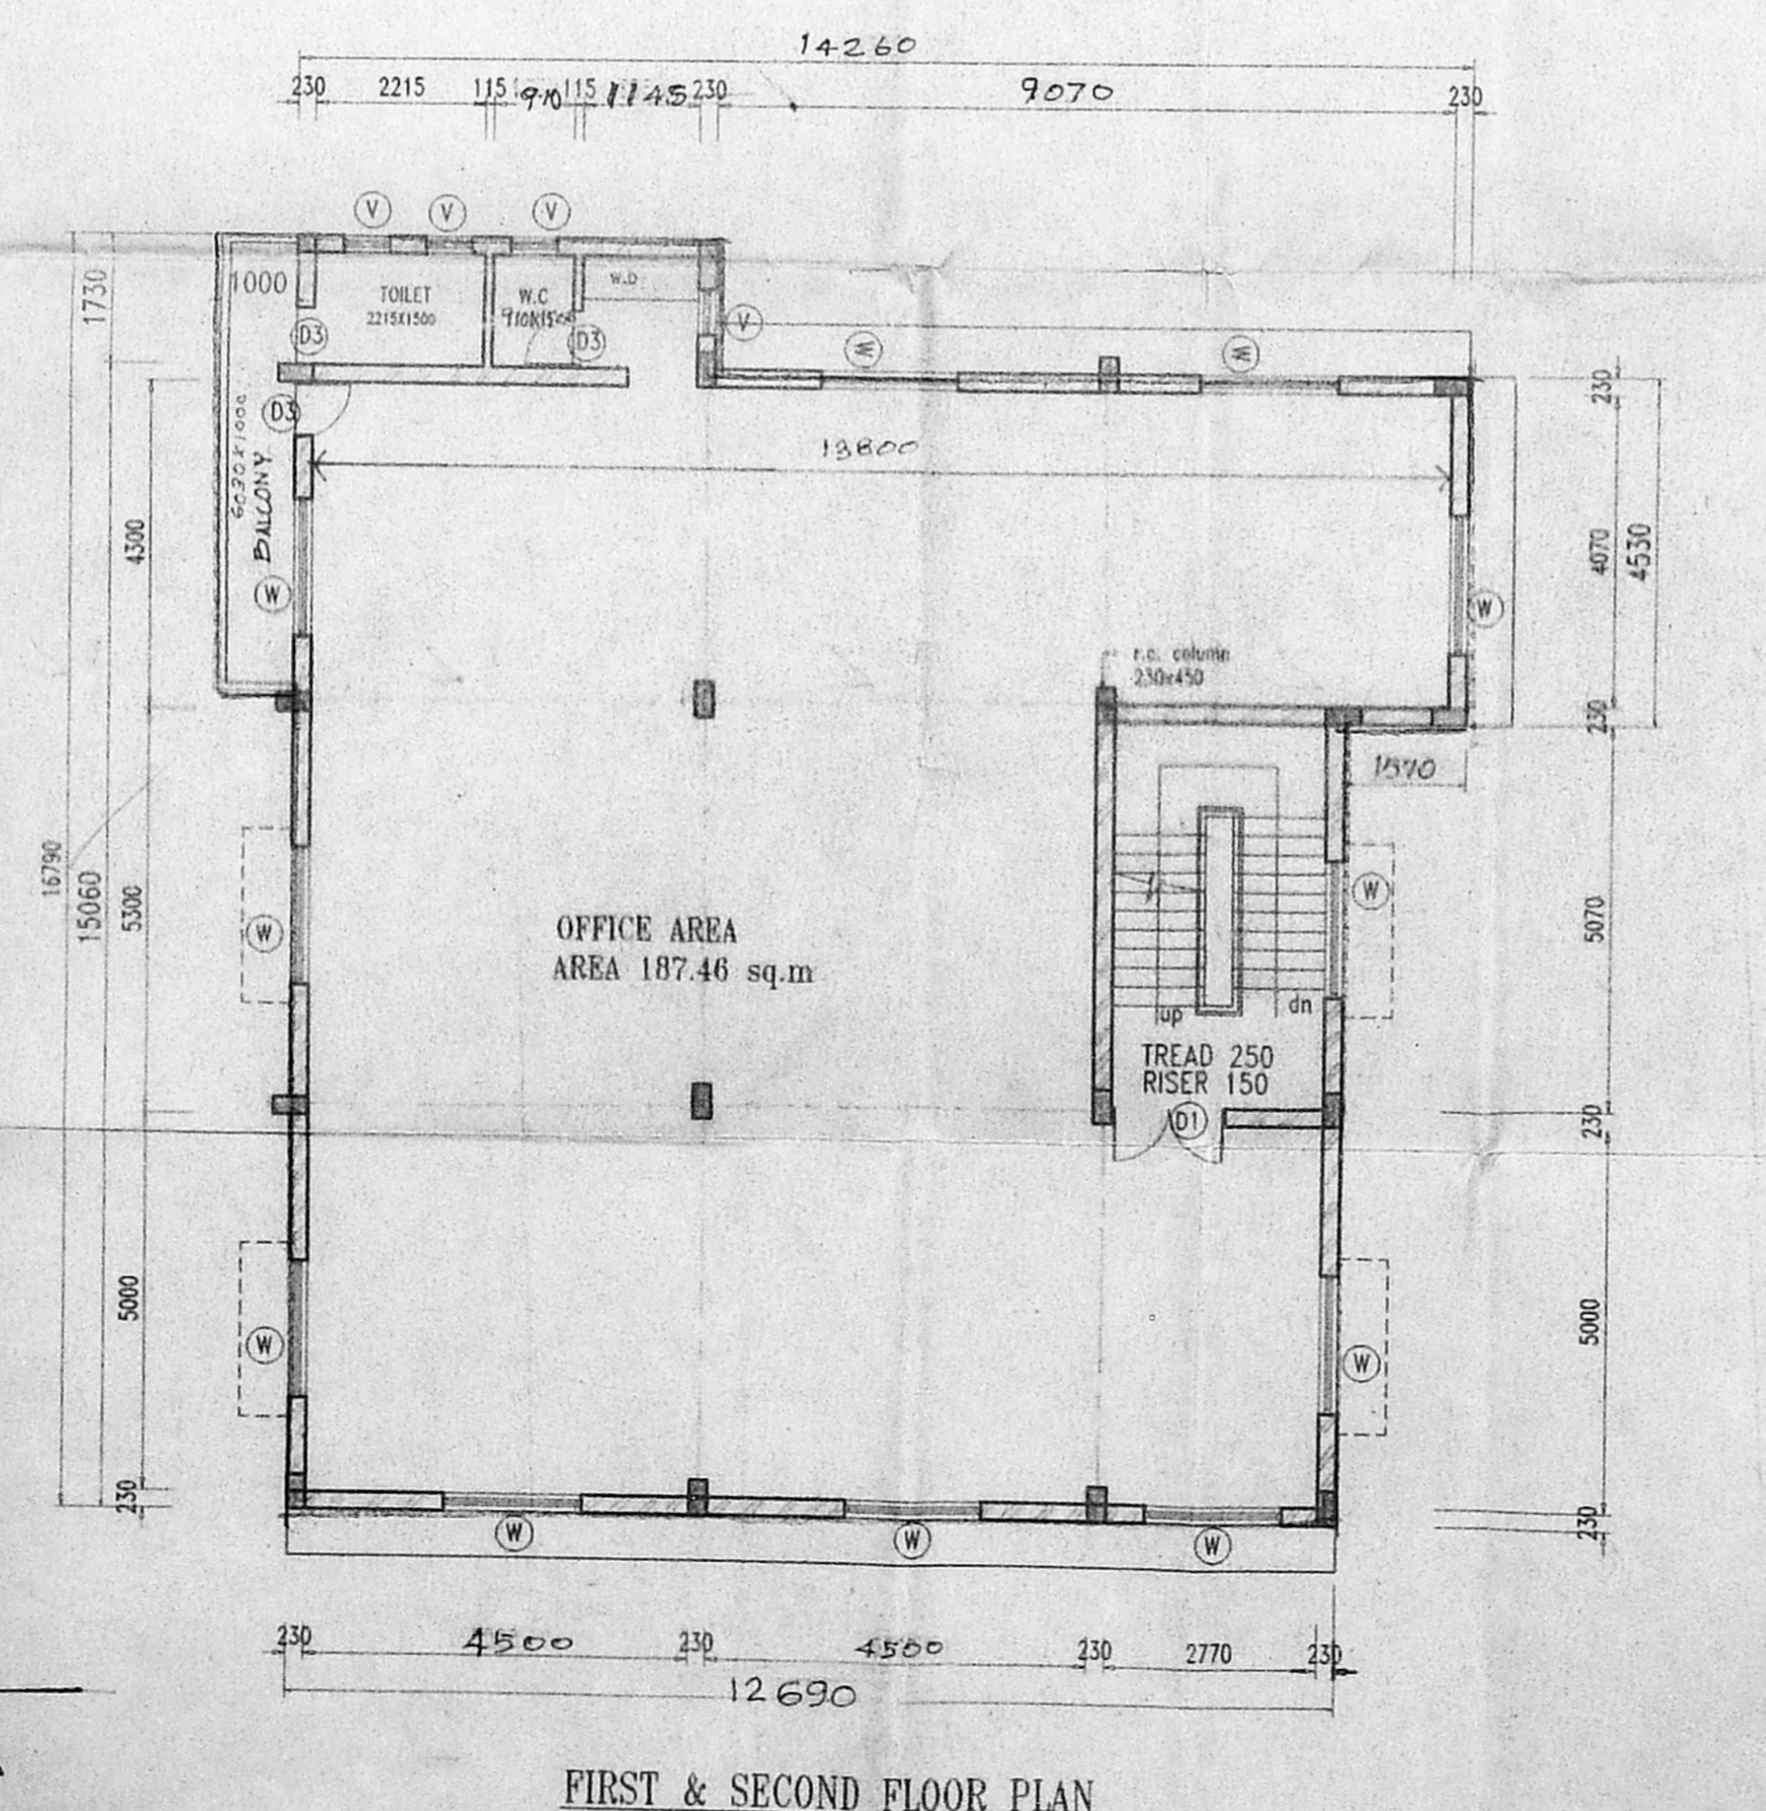 14260
230 2215 115 910 115 1145 230 9070 230
V V V
1000
TOILET
2215X1500
W.C
910X1500
W.D
D3
D3
D3
V
W
W
1730
230
13800
6030X1000
BALCONY
4300
W
4070
4530
W
r.c. column
230x450
230
1570
16790
15060
5300
W
OFFICE AREA
AREA 187.46 sq.m
W
5070
up
dn
TREAD 250
RISER 150
D1
230
5000
W
W
5000
230
W
W
W
230
230 4500 230 4500 230 2770 230
12690
FIRST & SECOND FLOOR PLAN